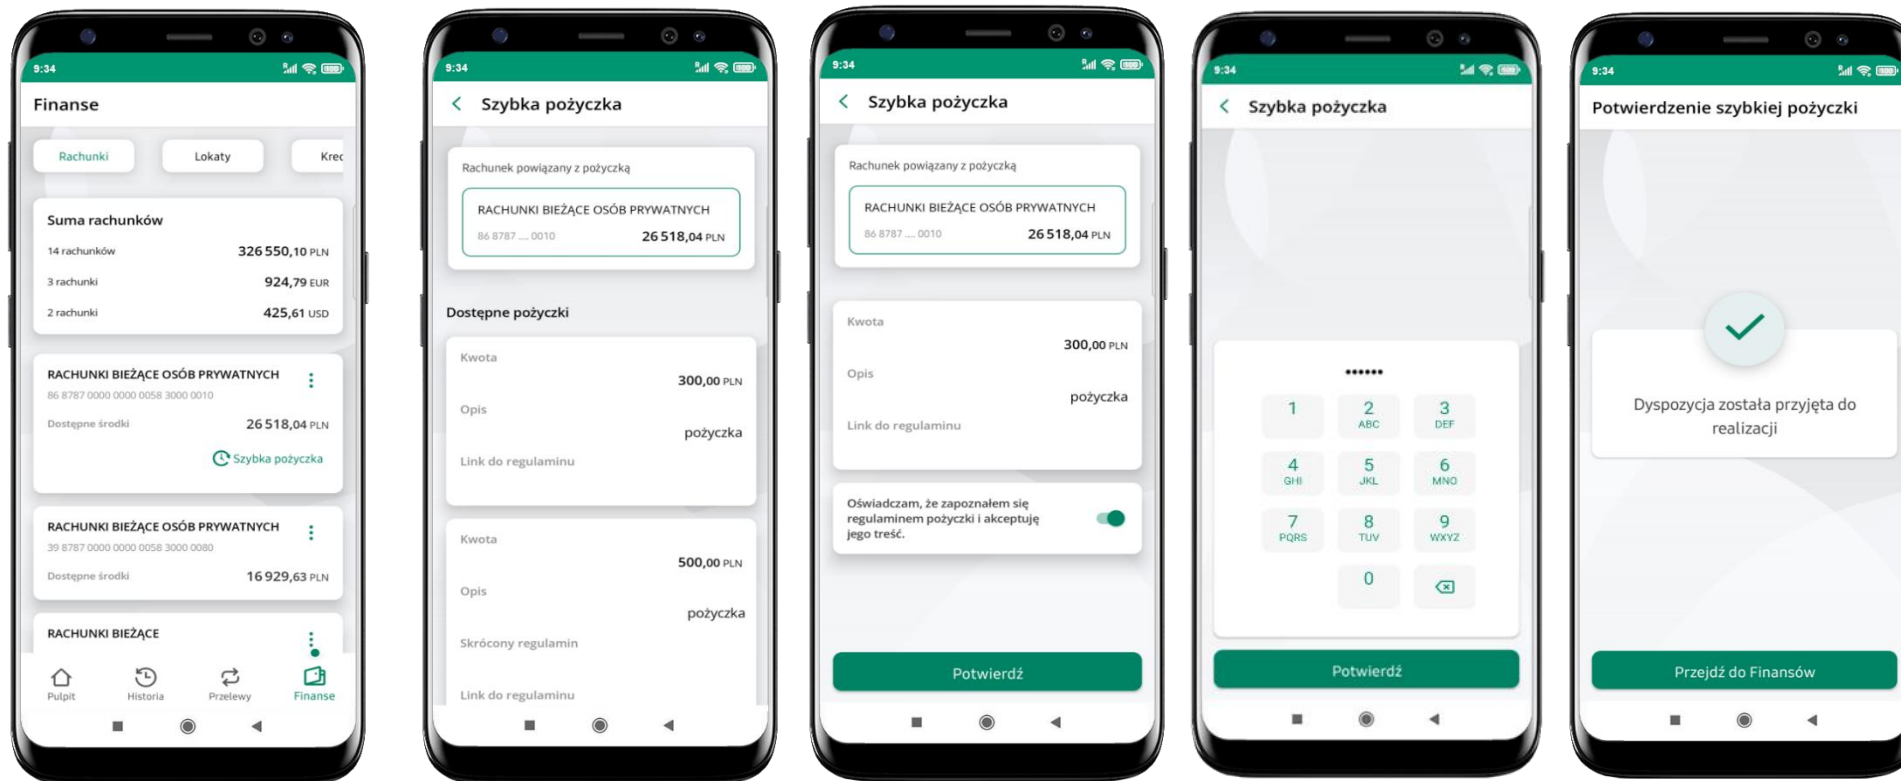 9:34
Finanse
Rachunki
Lokaty
Kred
Suma rachunków
14 rachunków 326 550,10 PLN
3 rachunki 924,79 EUR
2 rachunki 425,61 USD
RACHUNKI BIEŻĄCE OSÓB PRYWATNYCH
86 8787 0000 0000 0058 3000 0010
Dostępne środki 26 518,04 PLN
Szybka pożyczka
RACHUNKI BIEŻĄCE OSÓB PRYWATNYCH
39 8787 0000 0000 0058 3000 0080
Dostępne środki 16 929,63 PLN
RACHUNKI BIEŻĄCE
Pulpit Historia Przelewy Finanse
9:34
Szybka pożyczka
Rachunek powiązany z pożyczką
RACHUNKI BIEŻĄCE OSÓB PRYWATNYCH
86 8787 .... 0010 26 518,04 PLN
Dostępne pożyczki
Kwota
300,00 PLN
Opis
pożyczka
Link do regulaminu
Kwota
500,00 PLN
Opis
pożyczka
Skrócony regulamin
Link do regulaminu
9:34
Szybka pożyczka
Rachunek powiązany z pożyczką
RACHUNKI BIEŻĄCE OSÓB PRYWATNYCH
86 8787 .... 0010 26 518,04 PLN
Kwota
300,00 PLN
Opis
pożyczka
Link do regulaminu
Oświadczam, że zapoznałem się
regulaminem pożyczki i akceptuję
jego treść.
Potwierdź
9:34
Szybka pożyczka
••••••
1 2 3
ABC DEF
4 5 6
GHI JKL MNO
7 8 9
PQRS TUV WXYZ
0
Potwierdź
9:34
Potwierdzenie szybkiej pożyczki
Dyspozycja została przyjęta do
realizacji
Przejdź do Finansów